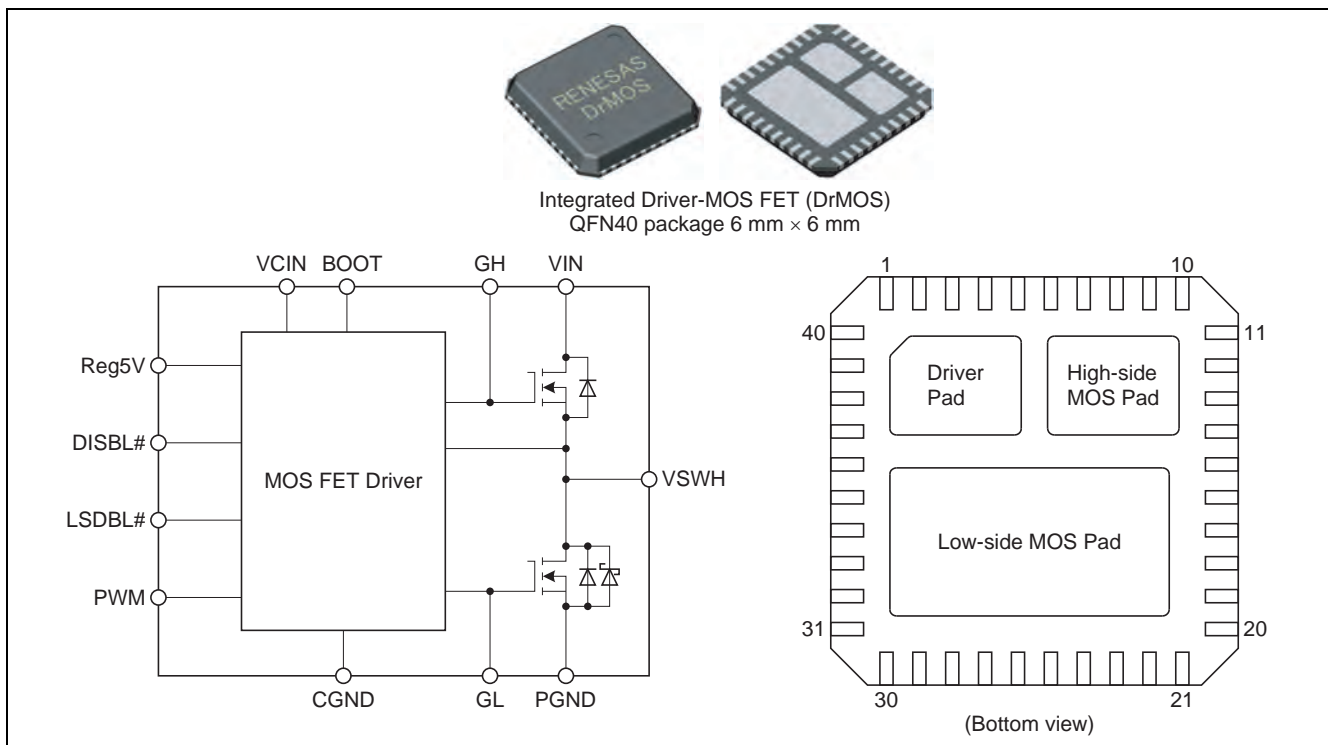 RENESAS
DrMOS
Integrated Driver-MOS FET (DrMOS)
QFN40 package 6 mm × 6 mm
VCIN BOOT GH VIN
Reg5V
DISBL#
LSDBL#
PWM
MOS FET Driver
VSWH
CGND GL PGND
1 10
40 11
Driver
Pad
High-side
MOS Pad
Low-side MOS Pad
31 20
30 21
(Bottom view)